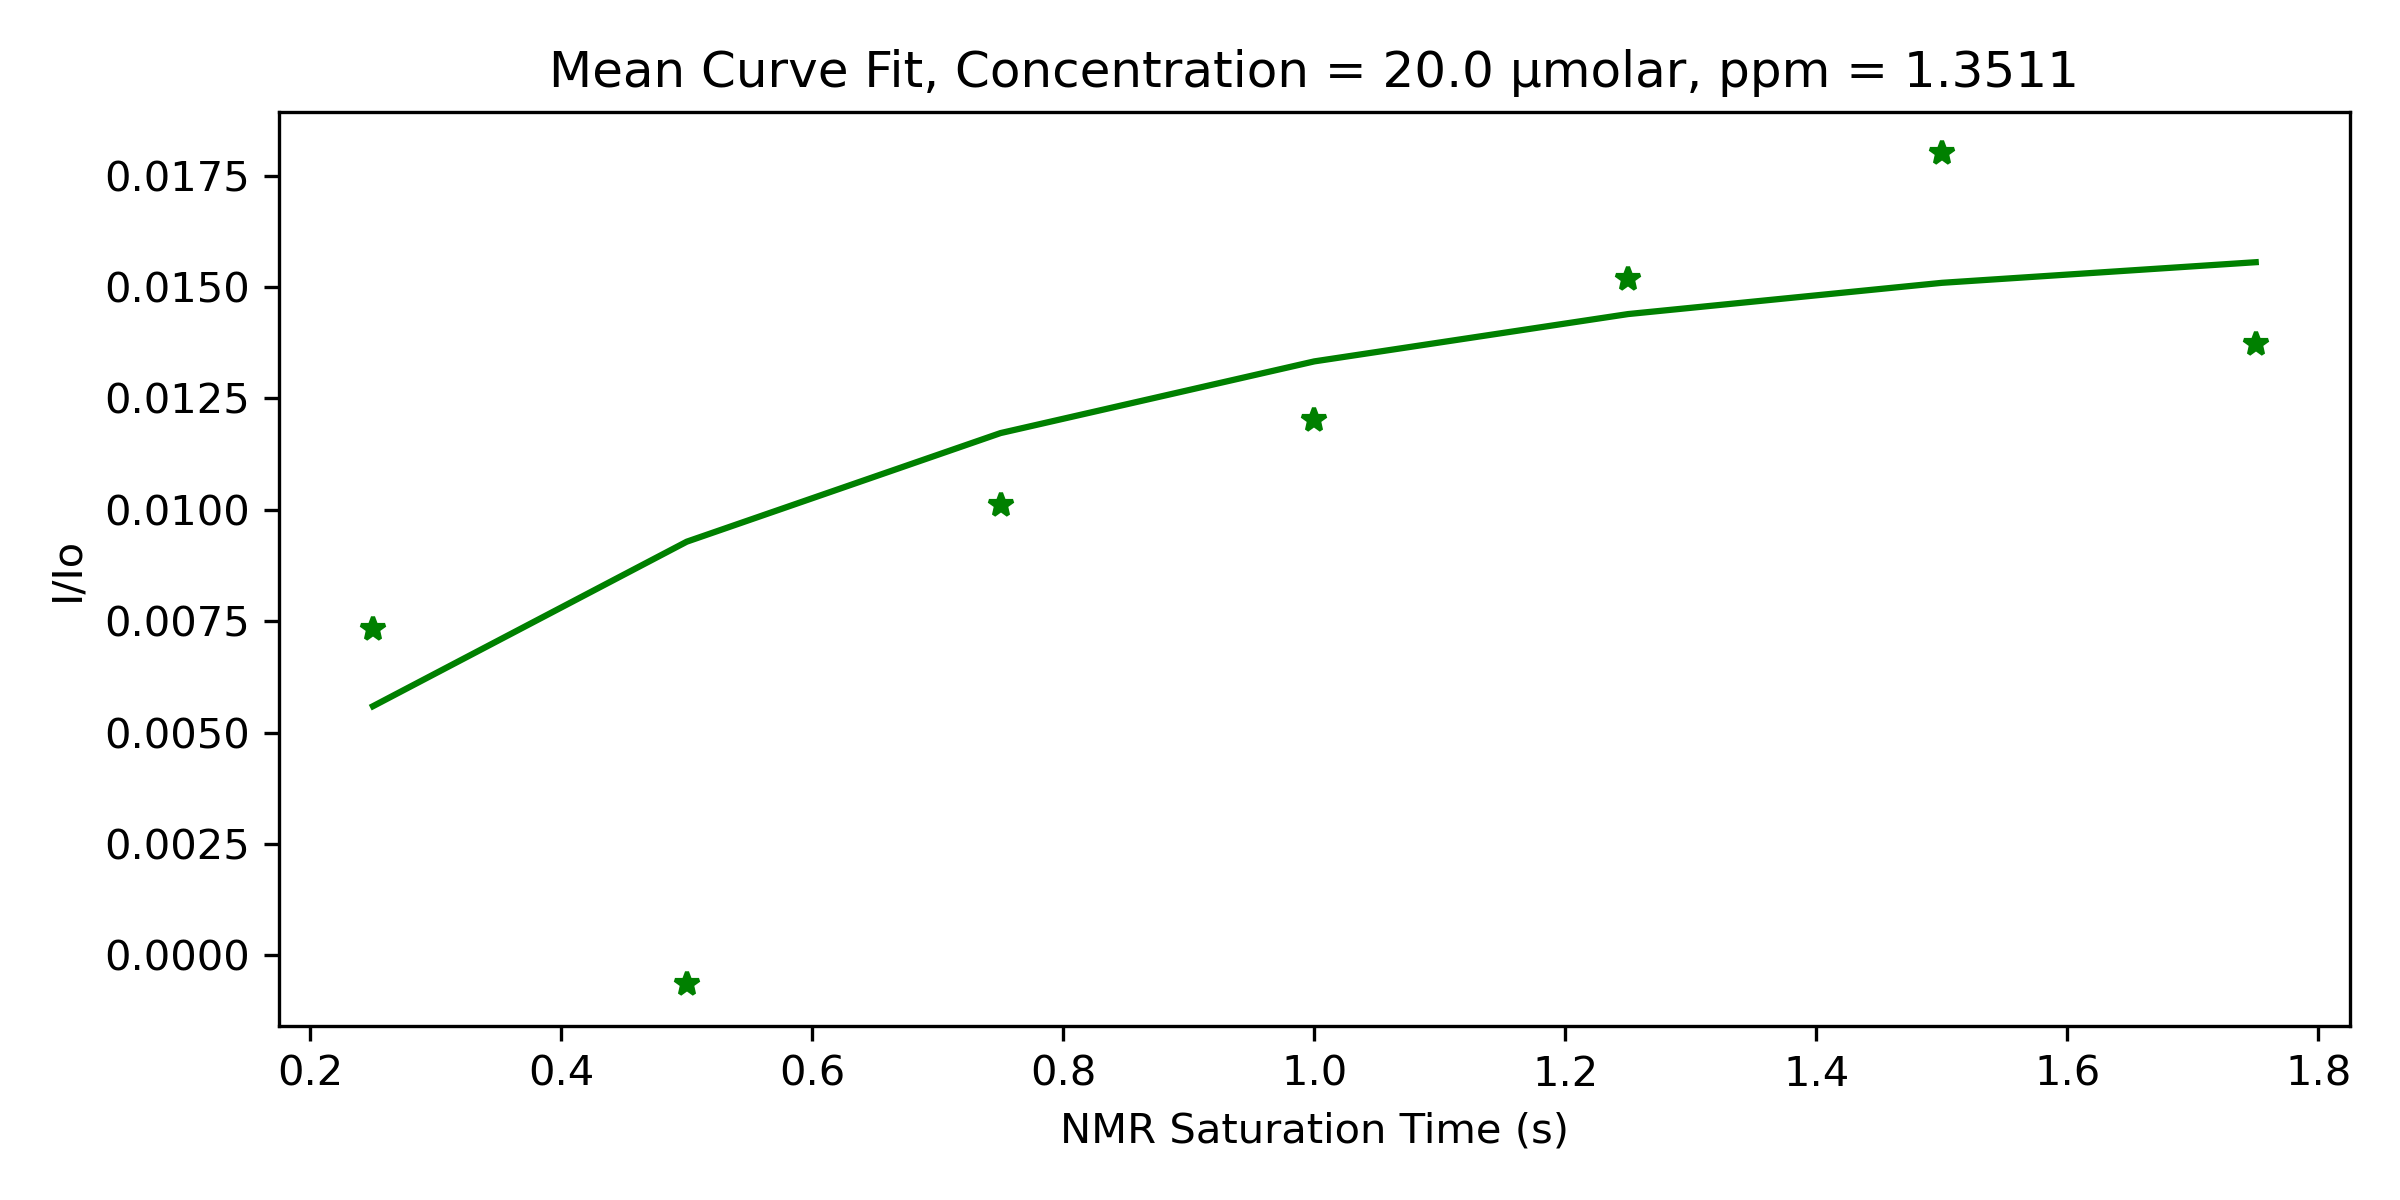 Mean Curve Fit, Concentration = 20.0 μmolar, ppm = 1.3511
0.0175
0.0150
0.0125
0.0100
0.0075
0.0050
0.0025
0.0000
I/Io
0.2 0.4 0.6 0.8 1.0 1.2 1.4 1.6 1.8
NMR Saturation Time (s)